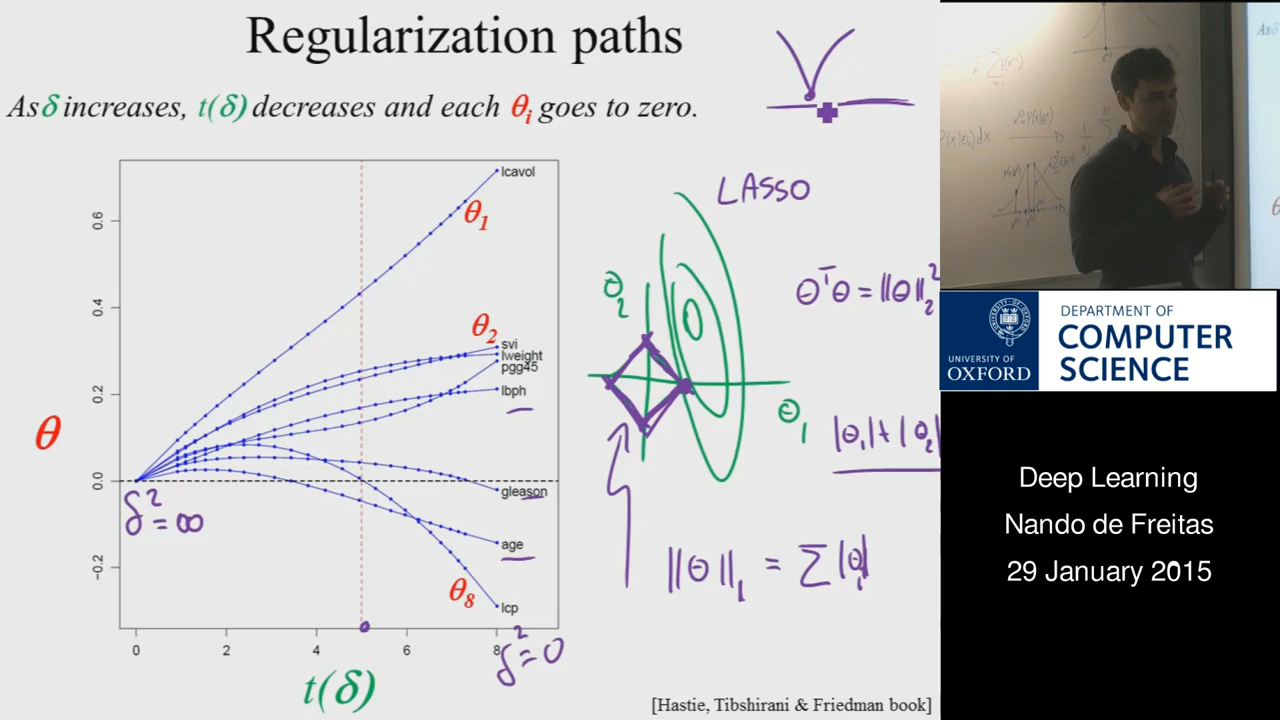 Regularization paths
As δ increases, t(δ) decreases and each θi goes to zero.
lcavol
θ1
θ2
svi
lweight
pgg45
lbph
gleason
age
θ8
lcp
0.6
0.4
0.2
0.0
−0.2
θ
δ² = ∞
0 2 4 6 8
δ² = 0
t(δ)
LASSO
θ2
θ1
θᵀθ = ||θ||₂²
|θ1| + |θ2|
||θ||₁ = Σ|θi|
[Hastie, Tibshirani & Friedman book]
UNIVERSITY OF
OXFORD
DEPARTMENT OF
COMPUTER
SCIENCE
Deep Learning
Nando de Freitas
29 January 2015